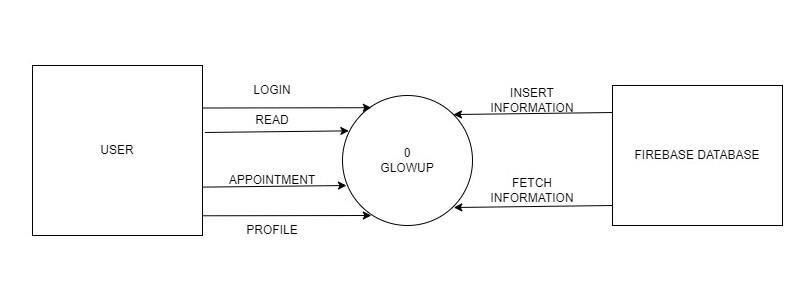 USER
LOGIN
READ
APPOINTMENT
PROFILE
0
GLOWUP
INSERT
INFORMATION
FETCH
INFORMATION
FIREBASE DATABASE